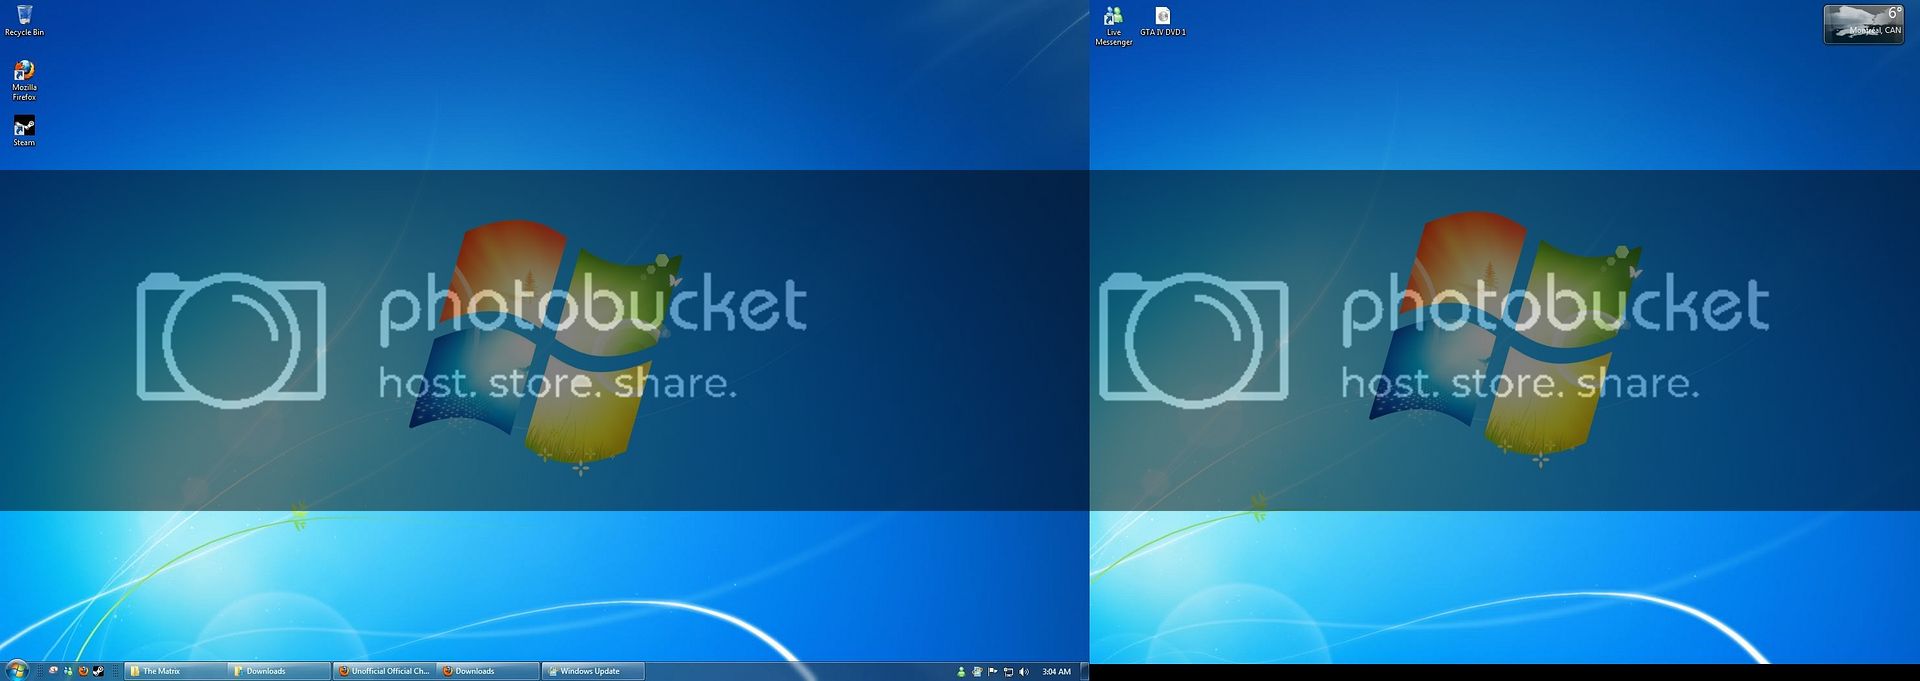 Recycle Bin
Mozilla
Firefox
Steam
Live
Messenger
GTA IV DVD 1
6°
Montréal, CAN
photobucket
host. store. share.
photobucket
host. store. share.
The Matrix
Downloads
Unofficial Official Ch...
Downloads
Windows Update
3:04 AM